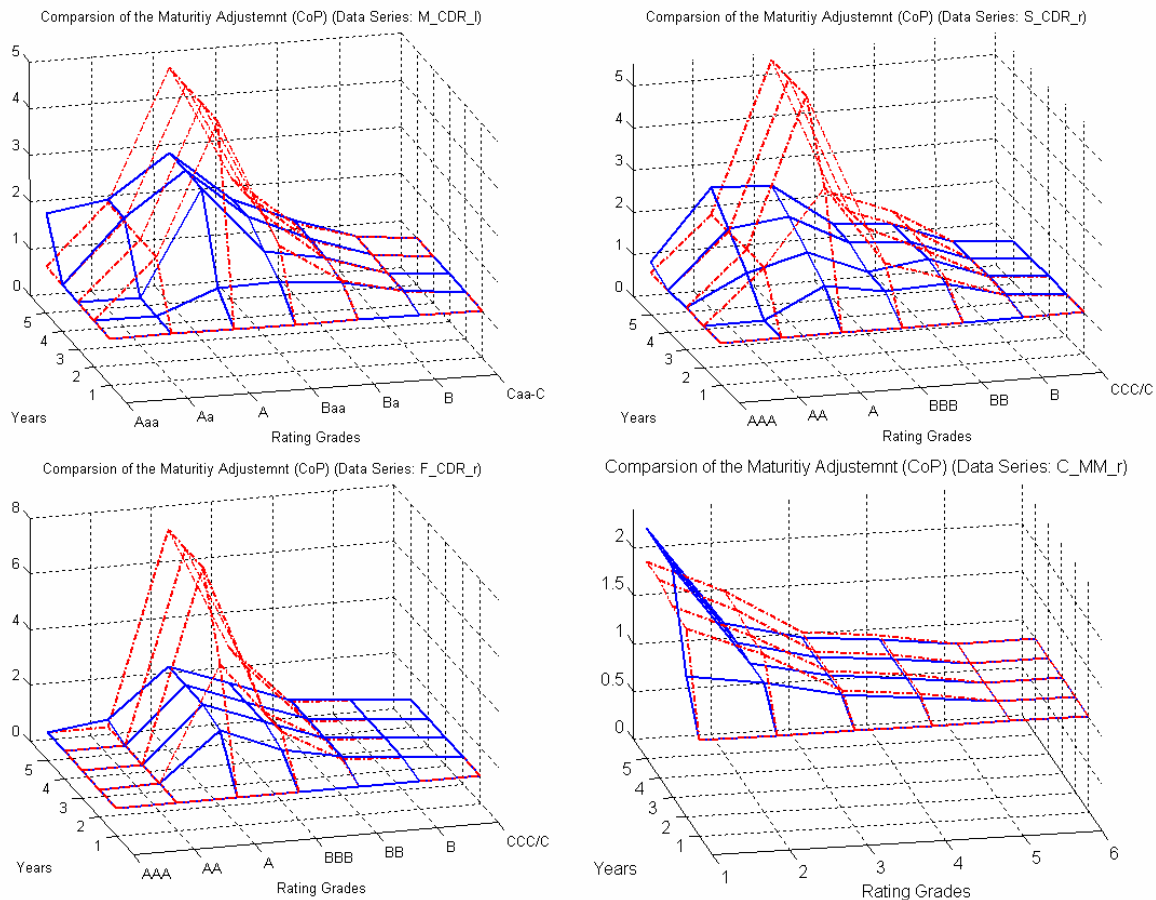 Comparsion of the Maturitiy Adjustemnt (CoP) (Data Series: M_CDR_l)
5
4
3
2
1
0
5
4
3
2
1
Years
Aaa
Aa
A
Baa
Ba
B
Caa-C
Rating Grades
Comparsion of the Maturitiy Adjustemnt (CoP) (Data Series: S_CDR_r)
5
4
3
2
1
0
5
4
3
2
1
Years
AAA
AA
A
BBB
BB
B
CCC/C
Rating Grades
Comparsion of the Maturitiy Adjustemnt (CoP) (Data Series: F_CDR_r)
8
6
4
2
0
5
4
3
2
1
Years
AAA
AA
A
BBB
BB
B
CCC/C
Rating Grades
Comparsion of the Maturitiy Adjustemnt (CoP) (Data Series: C_MM_r)
2
1.5
1
0.5
0
5
4
3
2
1
Years
1
2
3
4
5
6
Rating Grades